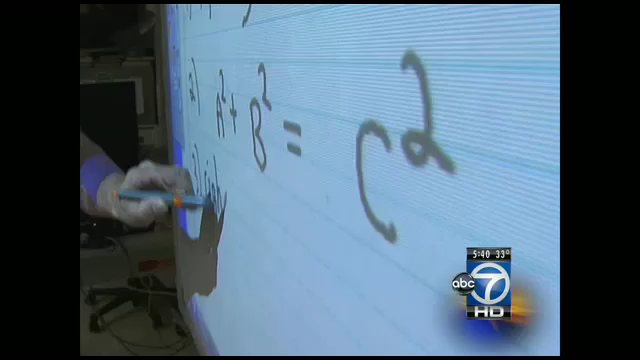 2) A² + B² = C²
5:40 33°
abc 7
HD